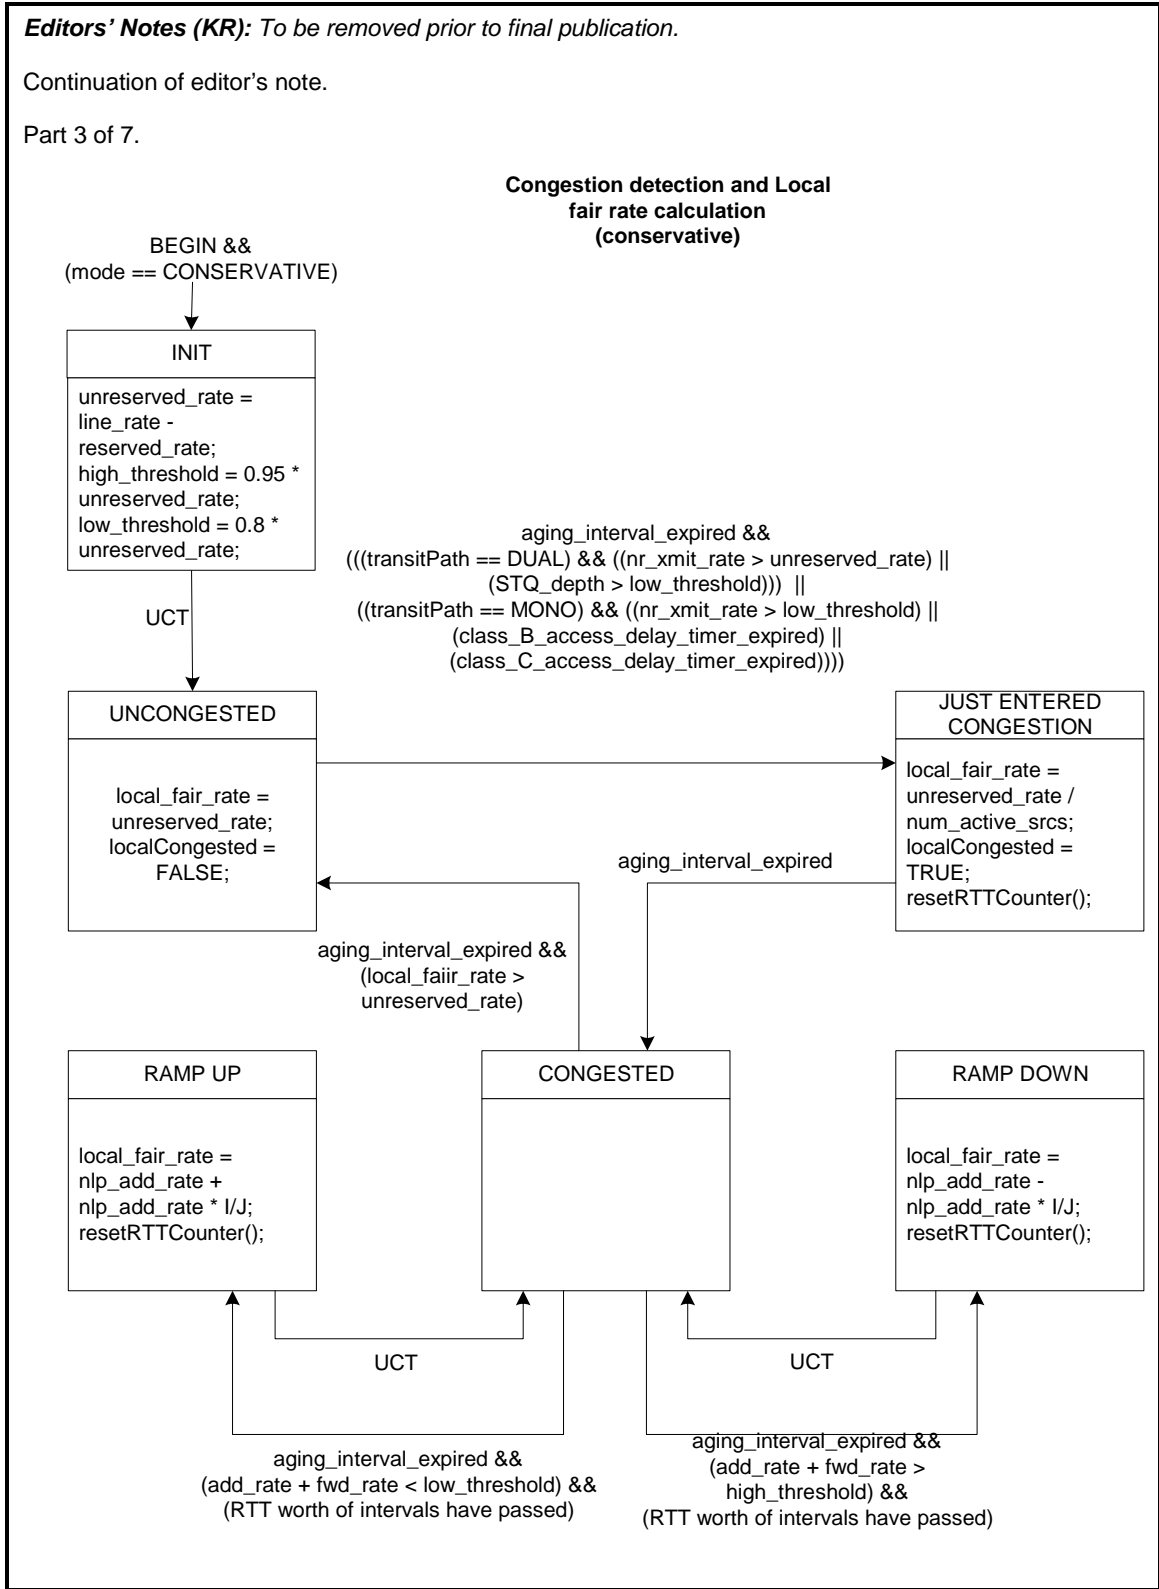 Editors' Notes (KR): To be removed prior to final publication.
Continuation of editor's note.
Part 3 of 7.
Congestion detection and Local
fair rate calculation
(conservative)
BEGIN &&
(mode == CONSERVATIVE)
INIT
unreserved_rate =
line_rate -
reserved_rate;
high_threshold = 0.95 *
unreserved_rate;
low_threshold = 0.8 *
unreserved_rate;
UCT
aging_interval_expired &&
(((transitPath == DUAL) && ((nr_xmit_rate > unreserved_rate) ||
(STQ_depth > low_threshold))) ||
((transitPath == MONO) && ((nr_xmit_rate > low_threshold) ||
(class_B_access_delay_timer_expired) ||
(class_C_access_delay_timer_expired))))
UNCONGESTED
local_fair_rate =
unreserved_rate;
localCongested =
FALSE;
JUST ENTERED
CONGESTION
local_fair_rate =
unreserved_rate /
num_active_srcs;
localCongested =
TRUE;
resetRTTCounter();
aging_interval_expired
aging_interval_expired &&
(local_faiir_rate >
unreserved_rate)
RAMP UP
local_fair_rate =
nlp_add_rate +
nlp_add_rate * I/J;
resetRTTCounter();
CONGESTED
RAMP DOWN
local_fair_rate =
nlp_add_rate -
nlp_add_rate * I/J;
resetRTTCounter();
UCT
UCT
aging_interval_expired &&
(add_rate + fwd_rate < low_threshold) &&
(RTT worth of intervals have passed)
aging_interval_expired &&
(add_rate + fwd_rate >
high_threshold) &&
(RTT worth of intervals have passed)